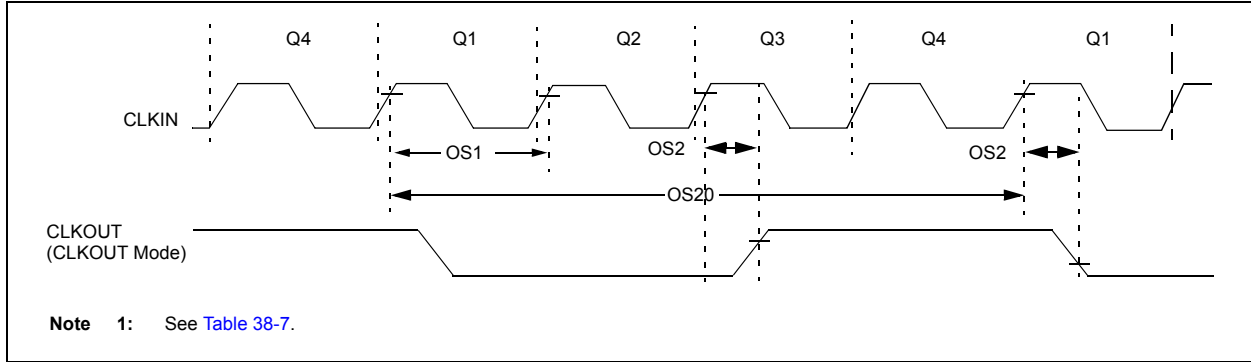 Q4 Q1 Q2 Q3 Q4 Q1
CLKIN
OS1 OS2 OS2
OS20
CLKOUT
(CLKOUT Mode)
Note 1: See Table 38-7.